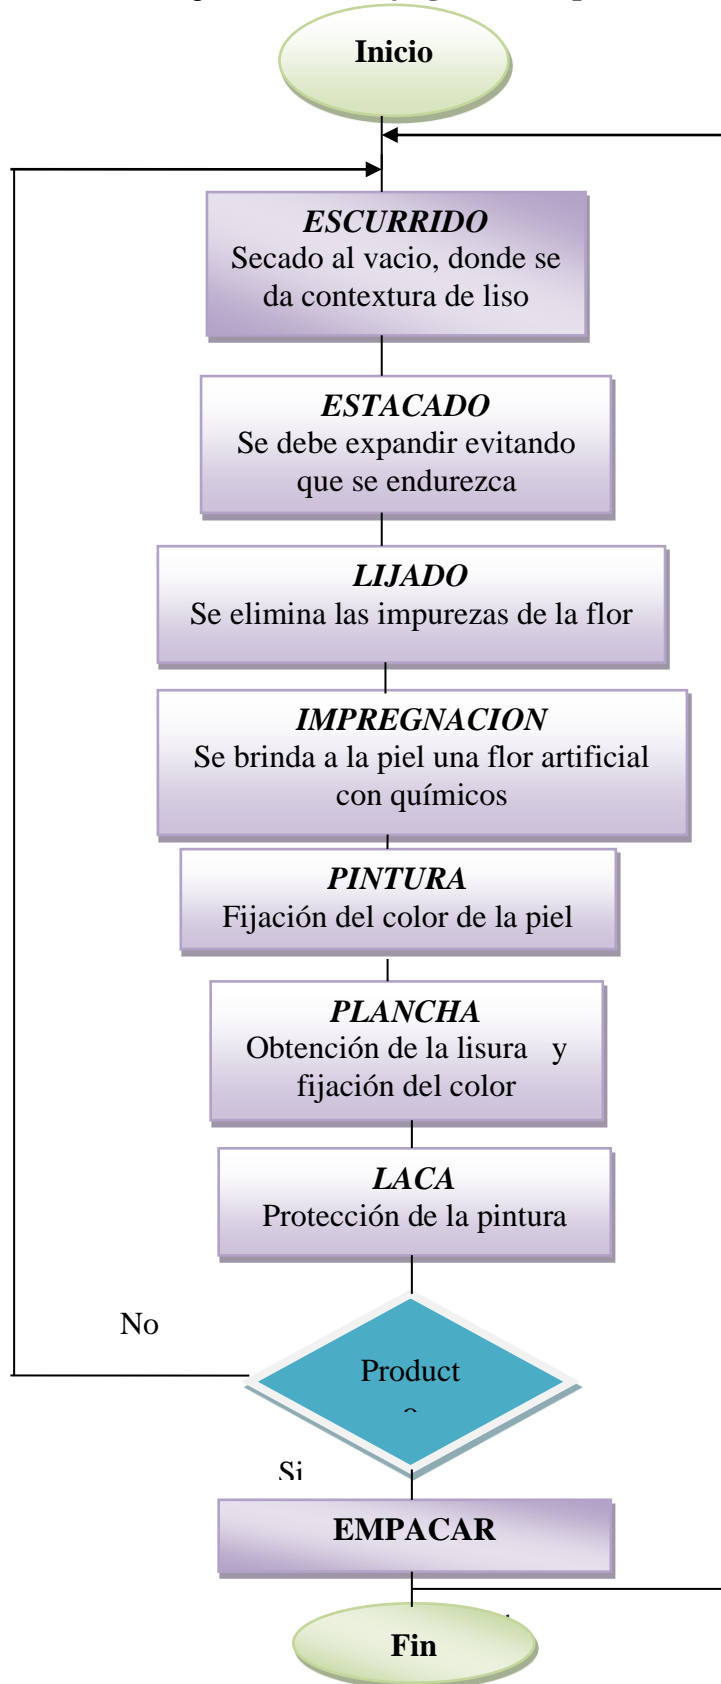 Inicio
ESCURRIDO
Secado al vacio, donde se
da contextura de liso
ESTACADO
Se debe expandir evitando
que se endurezca
LIJADO
Se elimina las impurezas de la flor
IMPREGNACION
Se brinda a la piel una flor artificial
con químicos
PINTURA
Fijación del color de la piel
PLANCHA
Obtención de la lisura y
fijación del color
LACA
Protección de la pintura
No
Product
Si
EMPACAR
Fin